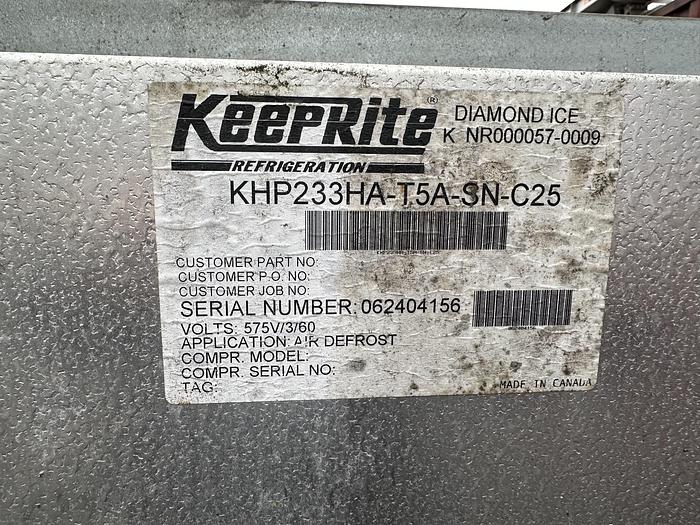 KeepRite®
REFRIGERATION
DIAMOND ICE
K NR000057-0009
KHP233HA-T5A-SN-C25
CUSTOMER PART NO:
CUSTOMER P.O. NO:
CUSTOMER JOB NO:
SERIAL NUMBER: 062404156
VOLTS: 575V/3/60
APPLICATION: AIR DEFROST
COMPR. MODEL:
COMPR. SERIAL NO:
TAG:
MADE IN CANADA